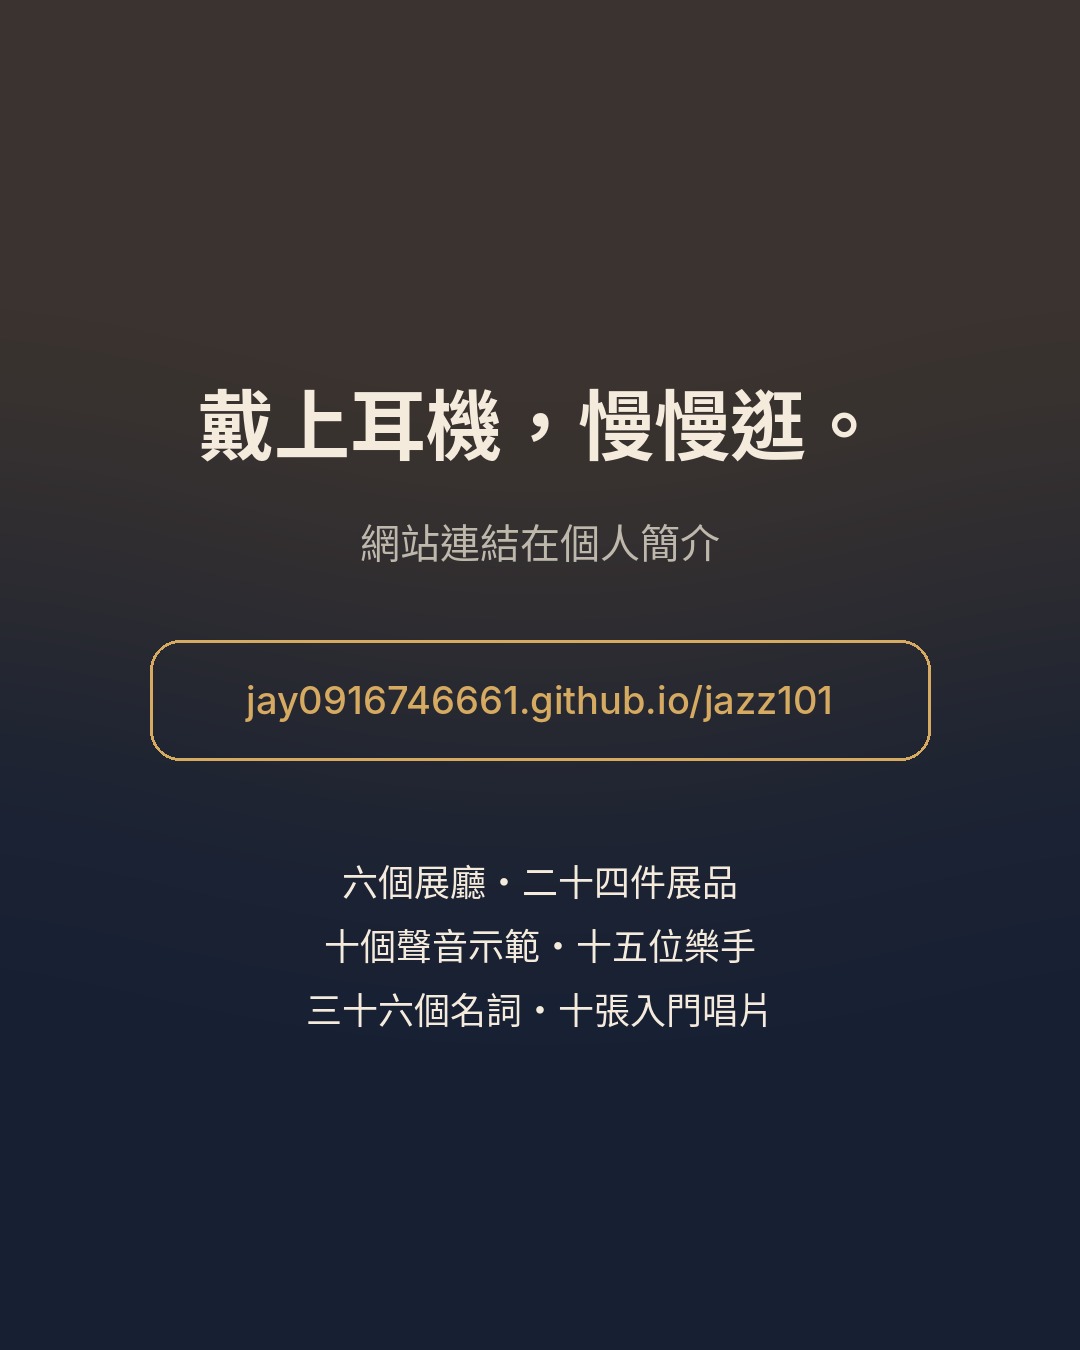 戴上耳機，慢慢逛。
網站連結在個人簡介
jay0916746661.github.io/jazz101
六個展廳・二十四件展品
十個聲音示範・十五位樂手
三十六個名詞・十張入門唱片